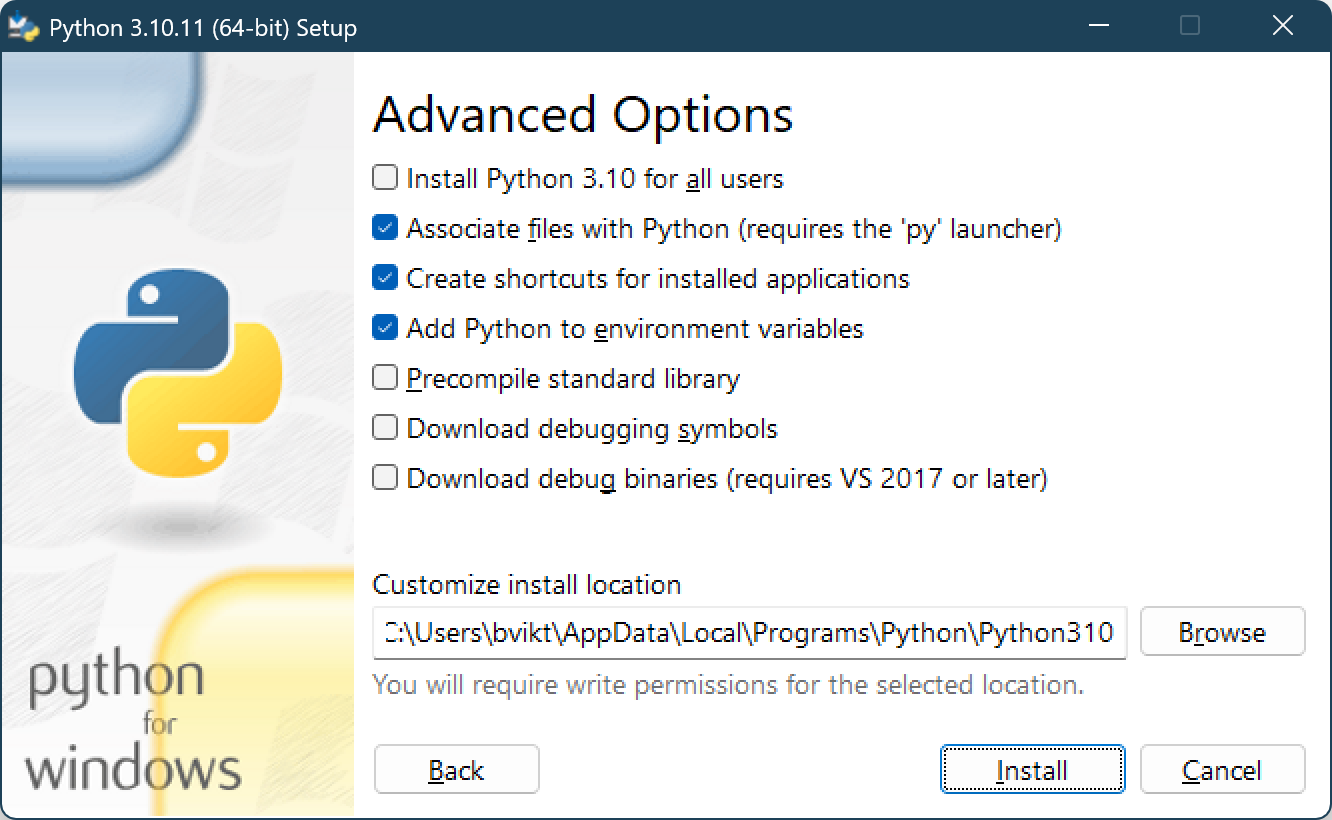 Python 3.10.11 (64-bit) Setup
Advanced Options
Install Python 3.10 for all users
Associate files with Python (requires the 'py' launcher)
Create shortcuts for installed applications
Add Python to environment variables
Precompile standard library
Download debugging symbols
Download debug binaries (requires VS 2017 or later)
Customize install location
C:\Users\bvikt\AppData\Local\Programs\Python\Python310
Browse
You will require write permissions for the selected location.
python
for
windows
Back
Install
Cancel